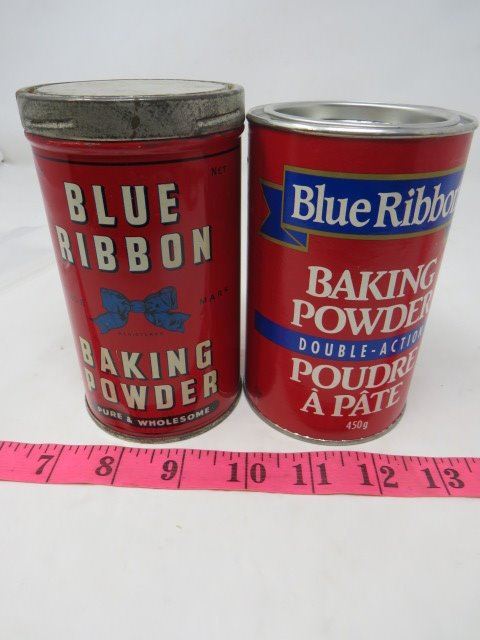 NET
BLUE
RIBBON
MARK
REGISTERED
BAKING
POWDER
PURE & WHOLESOME
Blue Ribbon
BAKING
POWDER
DOUBLE-ACTION
POUDRE
À PÂTE
450g
7 8 9 10 11 12 13